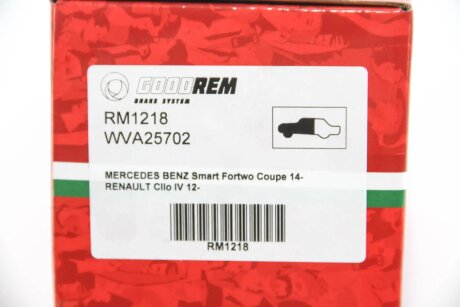 GOODREM
BRAKE SYSTEM
RM1218
WVA25702
MERCEDES BENZ Smart Fortwo Coupe 14-
RENAULT Clio IV 12-
RM1218